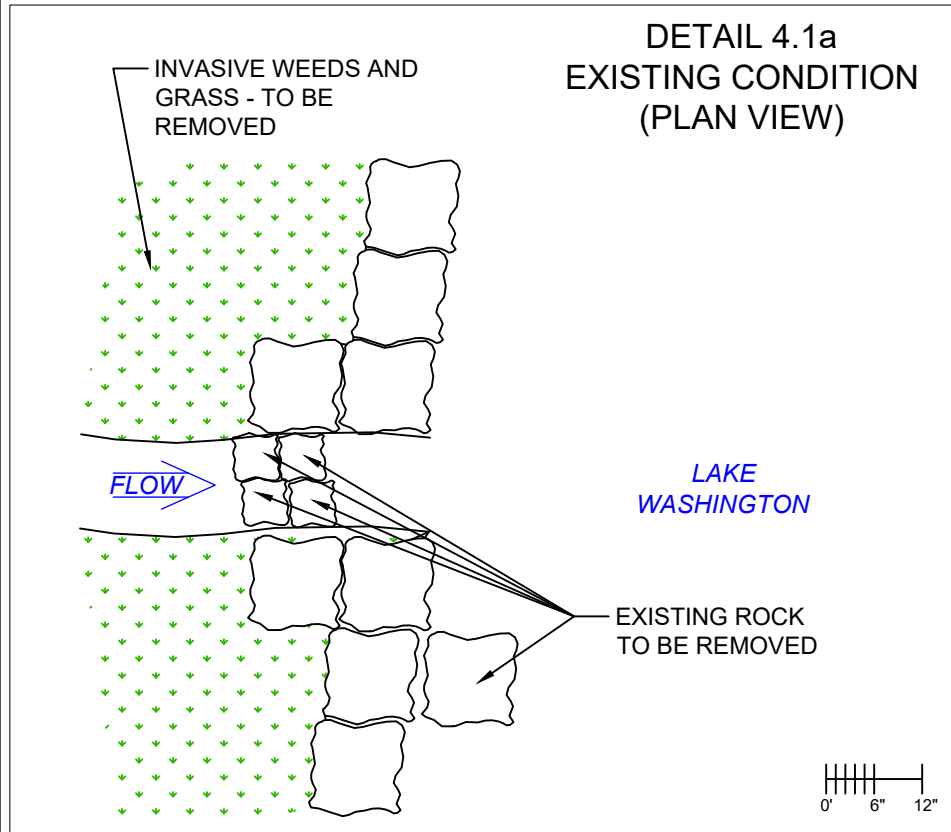 DETAIL 4.1a
EXISTING CONDITION
(PLAN VIEW)
INVASIVE WEEDS AND
GRASS - TO BE
REMOVED
FLOW
LAKE
WASHINGTON
EXISTING ROCK
TO BE REMOVED
0' 6" 12"